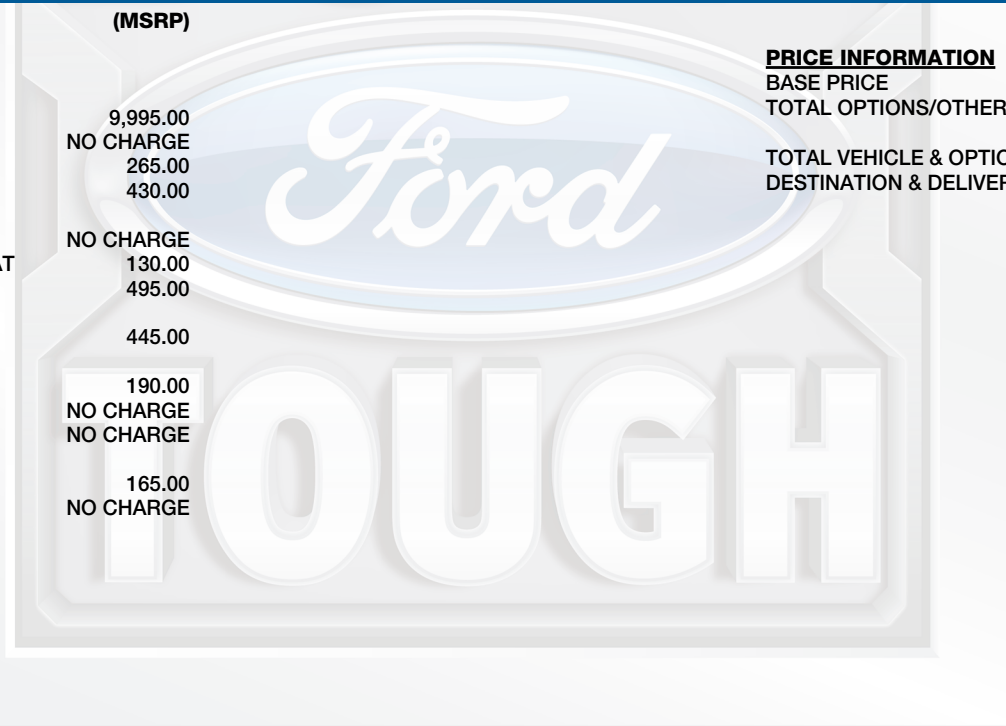 (MSRP)
9,995.00
NO CHARGE
265.00
430.00
NO CHARGE
AT 130.00
495.00
445.00
190.00
NO CHARGE
NO CHARGE
165.00
NO CHARGE
PRICE INFORMATION
BASE PRICE
TOTAL OPTIONS/OTHER
TOTAL VEHICLE & OPTIO
DESTINATION & DELIVER
Ford
TOUGH